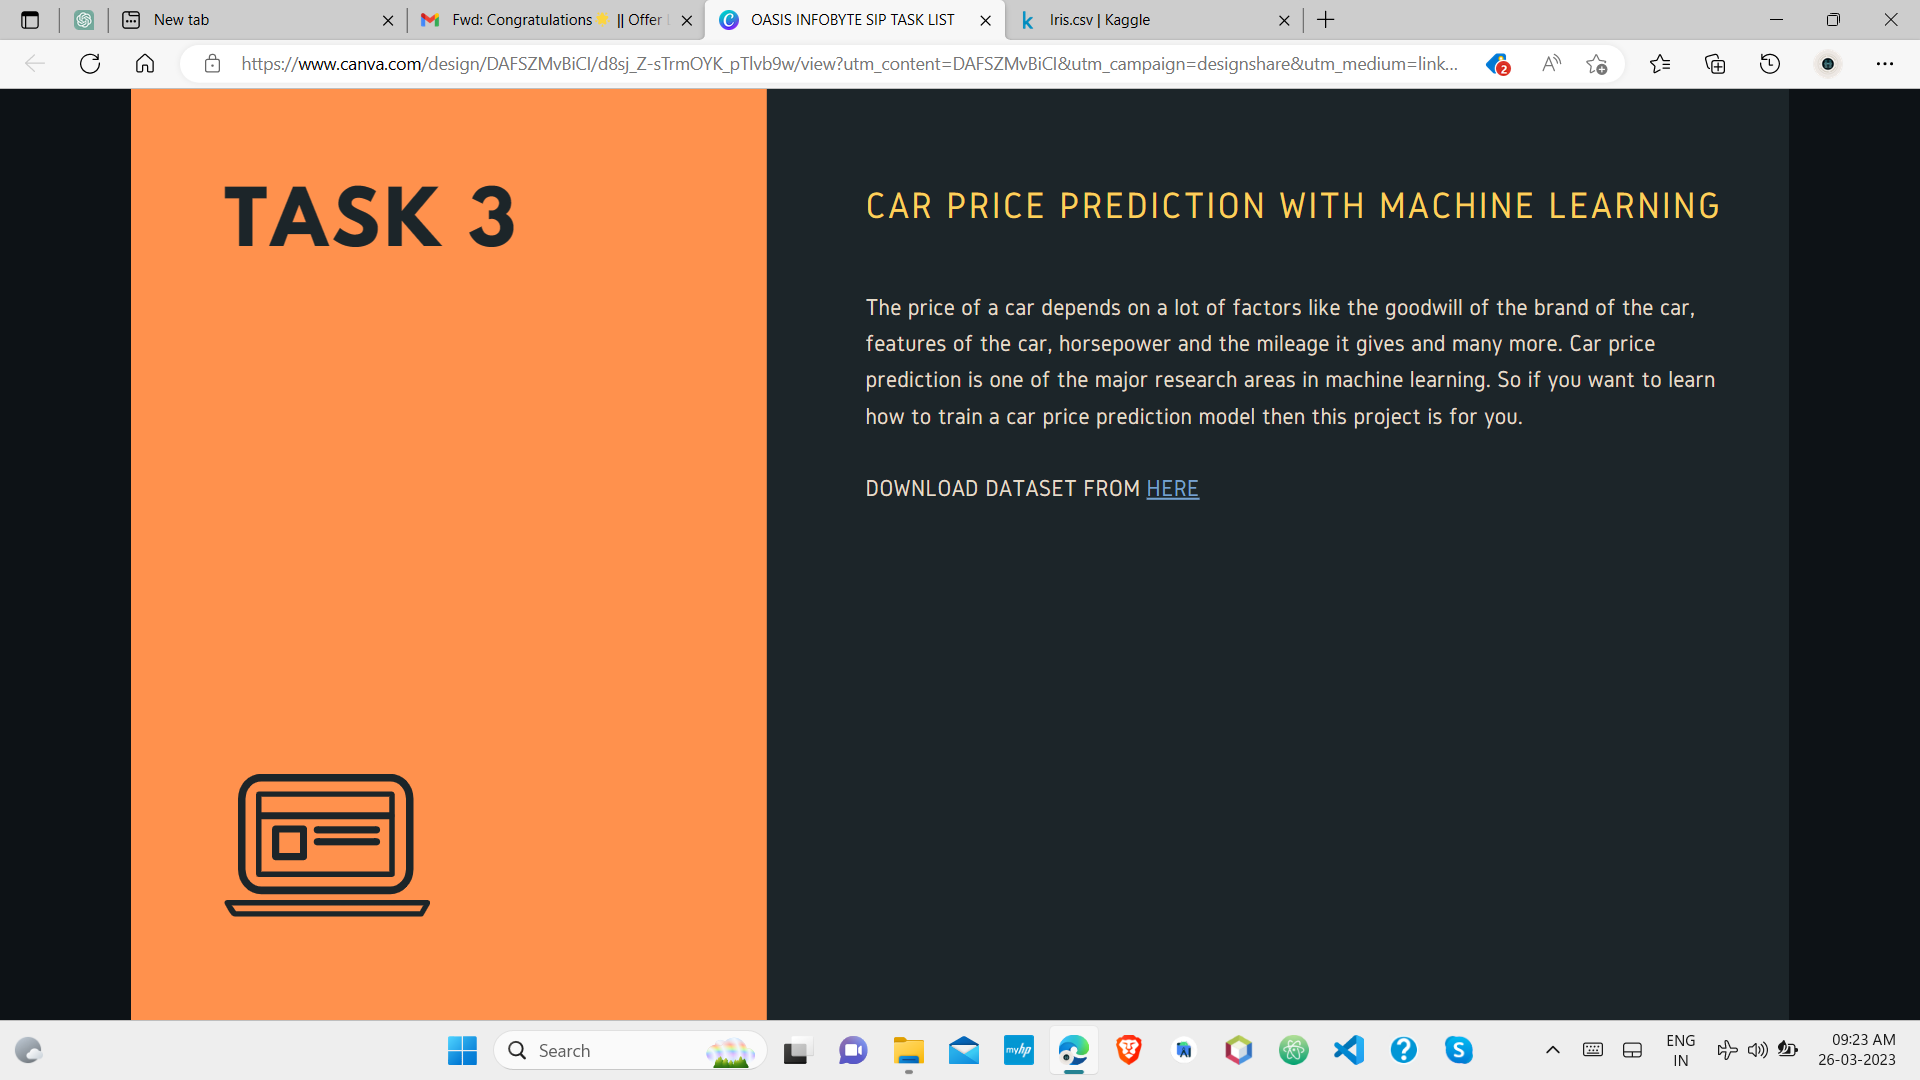 New tab
Fwd: Congratulations🌟 || Offer
OASIS INFOBYTE SIP TASK LIST
Iris.csv | Kaggle
https://www.canva.com/design/DAFSZMvBiCI/d8sj_Z-sTrmOYK_pTlvb9w/view?utm_content=DAFSZMvBiCI&utm_campaign=designshare&utm_medium=link...
2
TASK 3
CAR PRICE PREDICTION WITH MACHINE LEARNING
The price of a car depends on a lot of factors like the goodwill of the brand of the car,
features of the car, horsepower and the mileage it gives and many more. Car price
prediction is one of the major research areas in machine learning. So if you want to learn
how to train a car price prediction model then this project is for you.
DOWNLOAD DATASET FROM HERE
Search
myhp
ENG
IN
09:23 AM
26-03-2023